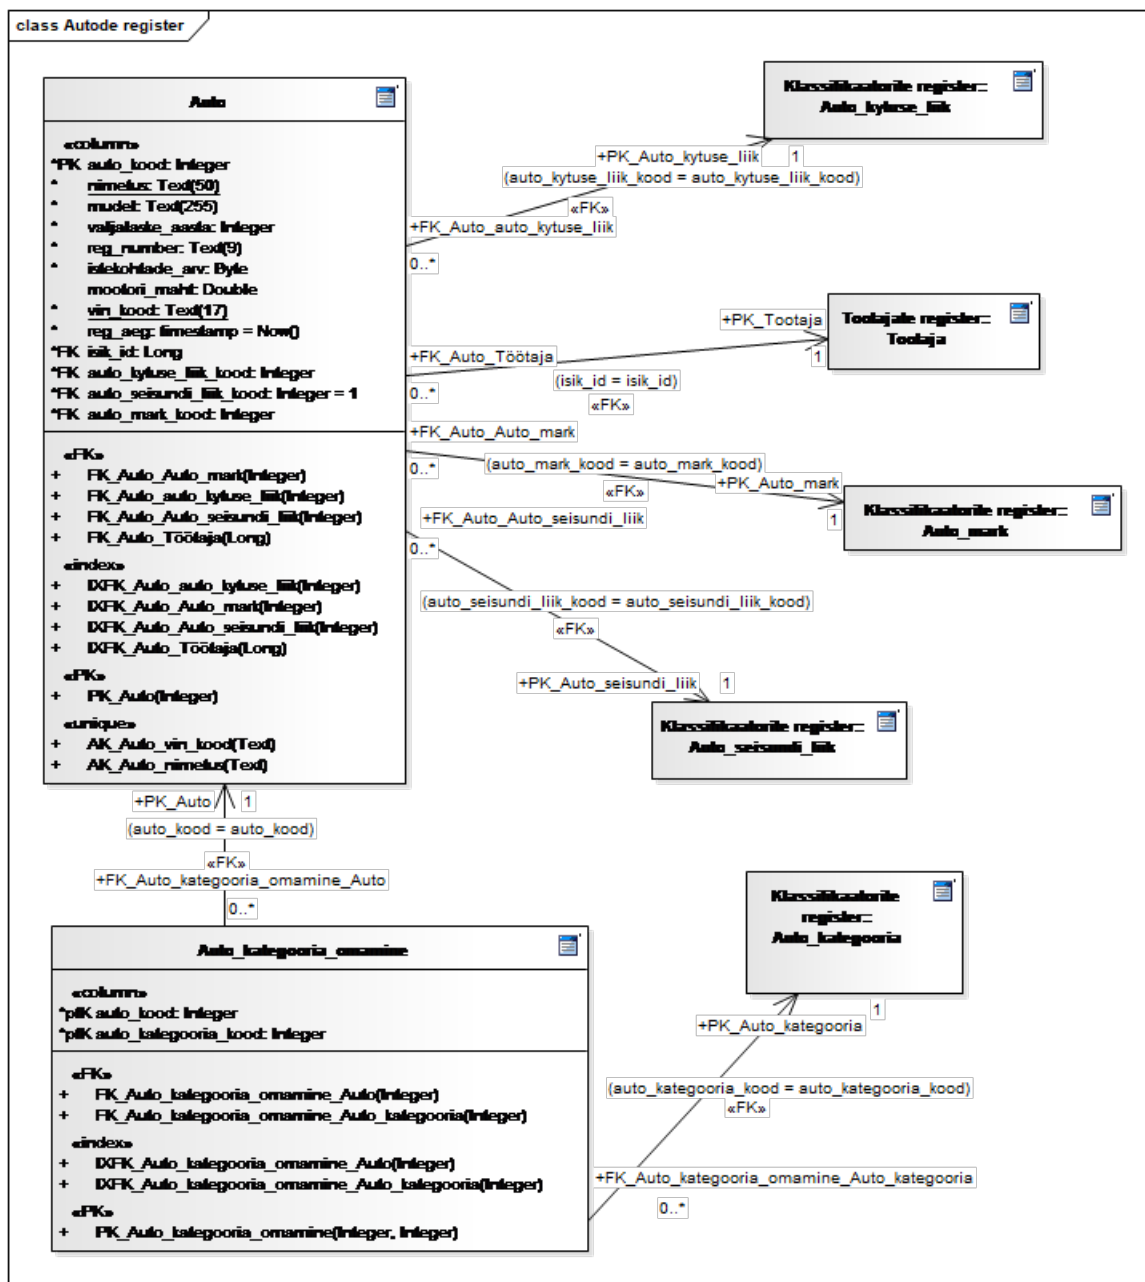 class Autode register
Auto
«column»
*PK auto_kood: Integer
* nimetus: Text(50)
* mudel: Text(255)
* valjalaske_aasta: Integer
* reg_number: Text(9)
* istekohtade_arv: Byte
mootori_maht: Double
* vin_kood: Text(17)
* reg_aeg: timestamp = Now()
*FK isik_id: Long
*FK auto_kytuse_liik_kood: Integer
*FK auto_seisundi_liik_kood: Integer = 1
*FK auto_mark_kood: Integer
«FK»
+ FK_Auto_Auto_mark(Integer)
+ FK_Auto_auto_kytuse_liik(Integer)
+ FK_Auto_Auto_seisundi_liik(Integer)
+ FK_Auto_Töötaja(Long)
«index»
+ IXFK_Auto_auto_kytuse_liik(Integer)
+ IXFK_Auto_Auto_mark(Integer)
+ IXFK_Auto_Auto_seisundi_liik(Integer)
+ IXFK_Auto_Töötaja(Long)
«PK»
+ PK_Auto(Integer)
«unique»
+ AK_Auto_vin_kood(Text)
+ AK_Auto_nimetus(Text)
Klassifikaatorite register::
Auto_kytuse_liik
+PK_Auto_kytuse_liik 1
(auto_kytuse_liik_kood = auto_kytuse_liik_kood)
«FK»
+FK_Auto_auto_kytuse_liik
0..*
Tootajate register::
Tootaja
+PK_Tootaja
1
+FK_Auto_Töötaja
(isik_id = isik_id)
0..*
«FK»
+FK_Auto_Auto_mark
0..*
(auto_mark_kood = auto_mark_kood)
«FK»
+PK_Auto_mark
1
Klassifikaatorite register::
Auto_mark
+FK_Auto_Auto_seisundi_liik
0..*
(auto_seisundi_liik_kood = auto_seisundi_liik_kood)
«FK»
+PK_Auto_seisundi_liik 1
Klassifikaatorite register::
Auto_seisundi_liik
+PK_Auto 1
(auto_kood = auto_kood)
«FK»
+FK_Auto_kategooria_omamine_Auto
0..*
Auto_kategooria_omamine
«column»
*pfK auto_kood: Integer
*pfK auto_kategooria_kood: Integer
«FK»
+ FK_Auto_kategooria_omamine_Auto(Integer)
+ FK_Auto_kategooria_omamine_Auto_kategooria(Integer)
«index»
+ IXFK_Auto_kategooria_omamine_Auto(Integer)
+ IXFK_Auto_kategooria_omamine_Auto_kategooria(Integer)
«PK»
+ PK_Auto_kategooria_omamine(Integer, Integer)
Klassifikaatorite
register::
Auto_kategooria
1
+PK_Auto_kategooria
(auto_kategooria_kood = auto_kategooria_kood)
«FK»
+FK_Auto_kategooria_omamine_Auto_kategooria
0..*